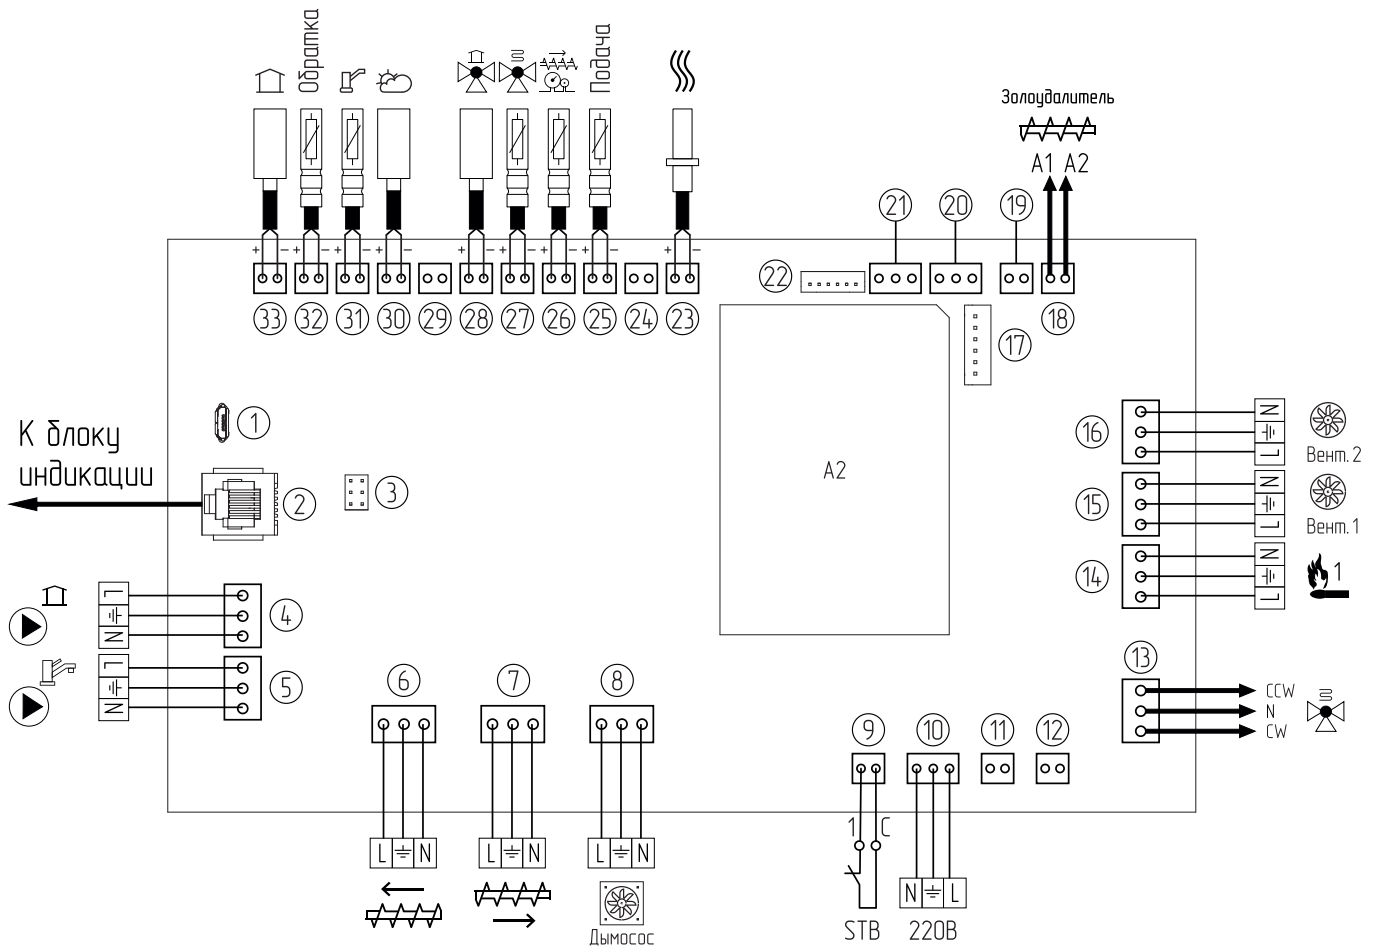 Обратка
Подача
Золоудалитель
A1 A2
+ − + − + − + − + − + − + − + − + −
33 32 31 30 29 28 27 26 25 24 23
22 21 20 19 18
17
A2
К блоку
индикации
1
2
3
L
N
4
L
N
5
16
N
L
Вент. 2
15
N
L
Вент. 1
14
N
L
1
13
CCW
N
CW
6 7 8
9 10 11 12
L N
L N
L N
Дымосос
1 C
STB
N L
220В